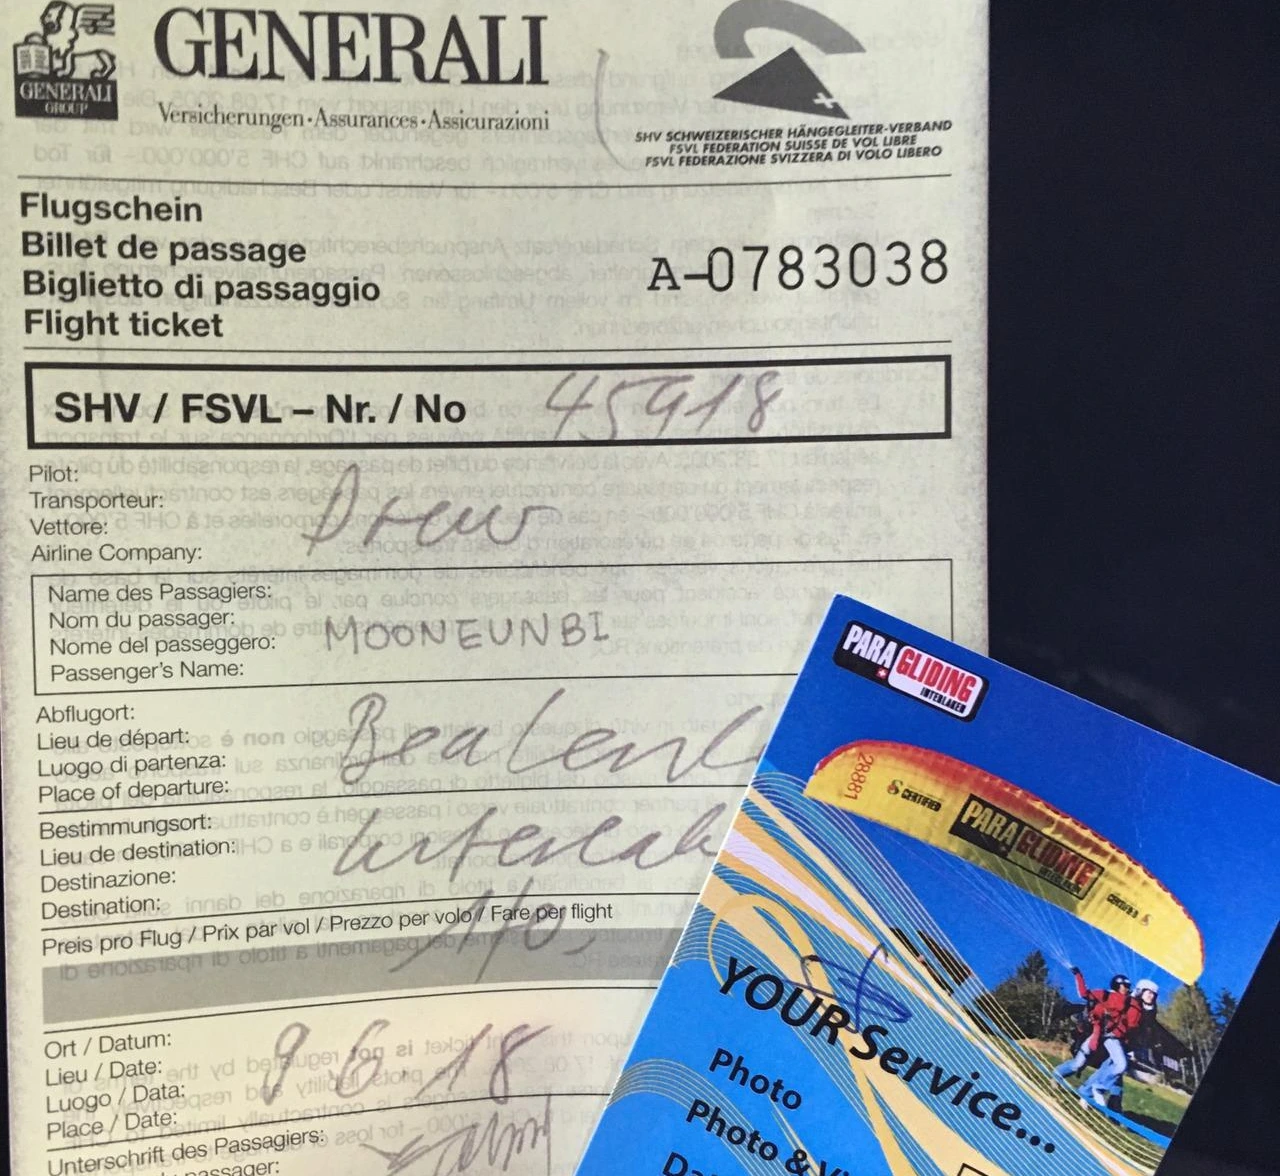 GENERALI
GENERALI
GROUP
Versicherungen·Assurances·Assicurazioni
SHV SCHWEIZERISCHER HÄNGEGLEITER-VERBAND
FSVL FEDERATION SUISSE DE VOL LIBRE
FSVL FEDERAZIONE SVIZZERA DI VOLO LIBERO
Flugschein
Billet de passage
Biglietto di passaggio
Flight ticket
A-0783038
SHV / FSVL – Nr. / No 45918
Pilot:
Transporteur:
Vettore:
Airline Company:
Name des Passagiers:
Nom du passager:
Nome del passeggero: MOONEUNBI
Passenger's Name:
Abflugort:
Lieu de départ:
Luogo di partenza:
Place of departure:
Bestimmungsort:
Lieu de destination:
Destinazione:
Destination:
Preis pro Flug / Prix par vol / Prezzo per volo / Fare per flight
Ort / Datum:
Lieu / Date:
Luogo / Data: 9 6 18
Place / Date:
Unterschrift des Passagiers:
passager:
PARAGLIDING
INTERLAKEN
28881
CERTIFIED
PARAGLIDING
INTERLAKEN
CERTIFIED
YOUR Service...
Photo
Photo &